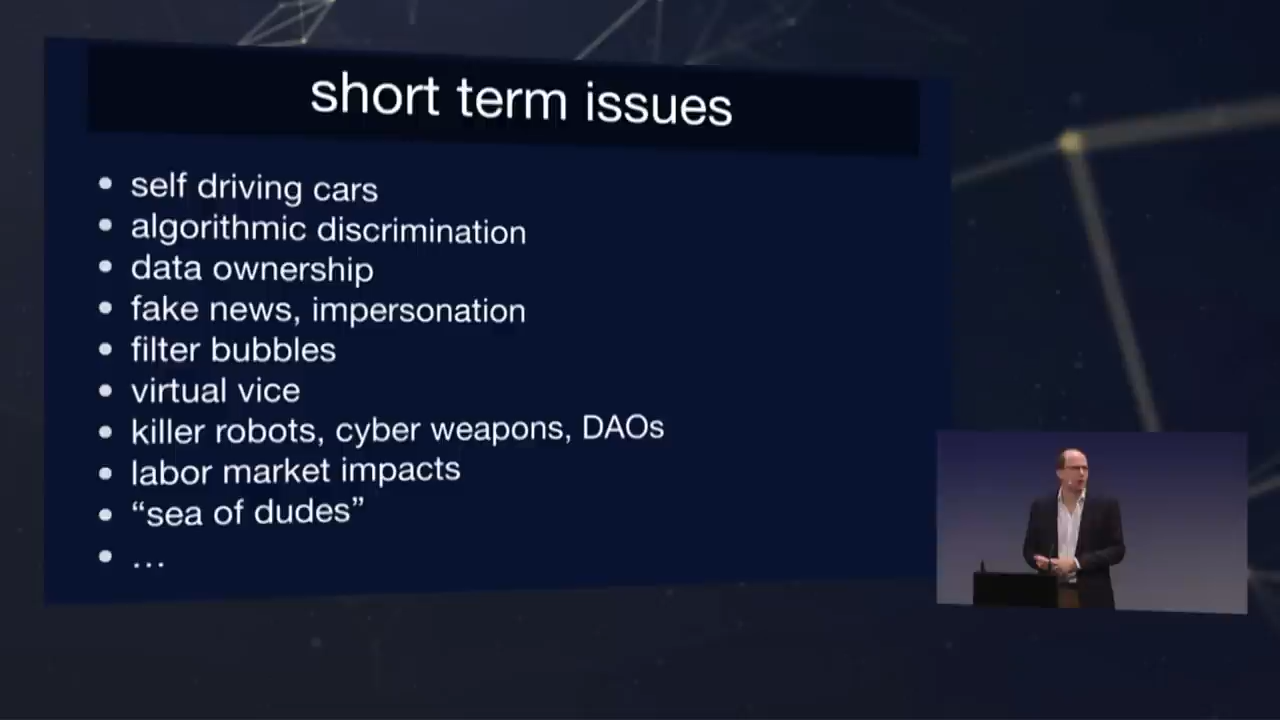 short term issues
• self driving cars
• algorithmic discrimination
• data ownership
• fake news, impersonation
• filter bubbles
• virtual vice
• killer robots, cyber weapons, DAOs
• labor market impacts
• “sea of dudes”
• …